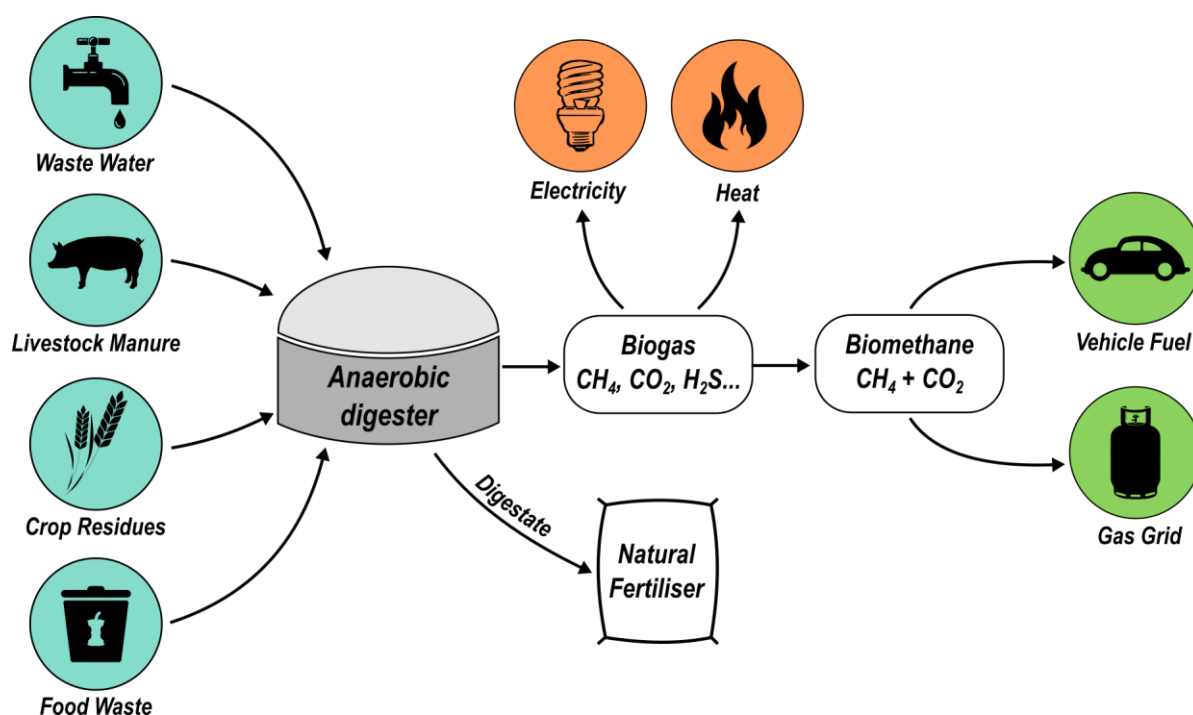 Waste Water
Livestock Manure
Crop Residues
Food Waste
Anaerobic
digester
Digestate
Natural
Fertiliser
Biogas
CH₄, CO₂, H₂S...
Electricity
Heat
Biomethane
CH₄ + CO₂
Vehicle Fuel
Gas Grid